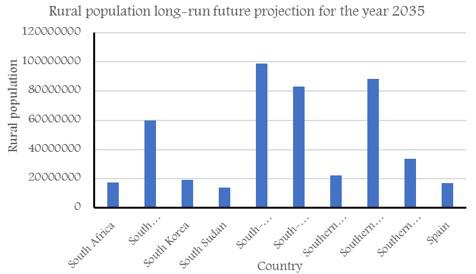 Rural population long-run future projection for the year 2035
Rural population
120000000
100000000
80000000
60000000
40000000
20000000
0
South Africa
South…
South Korea
South Sudan
South-…
South-…
Southern…
Southern…
Southern…
Spain
Country